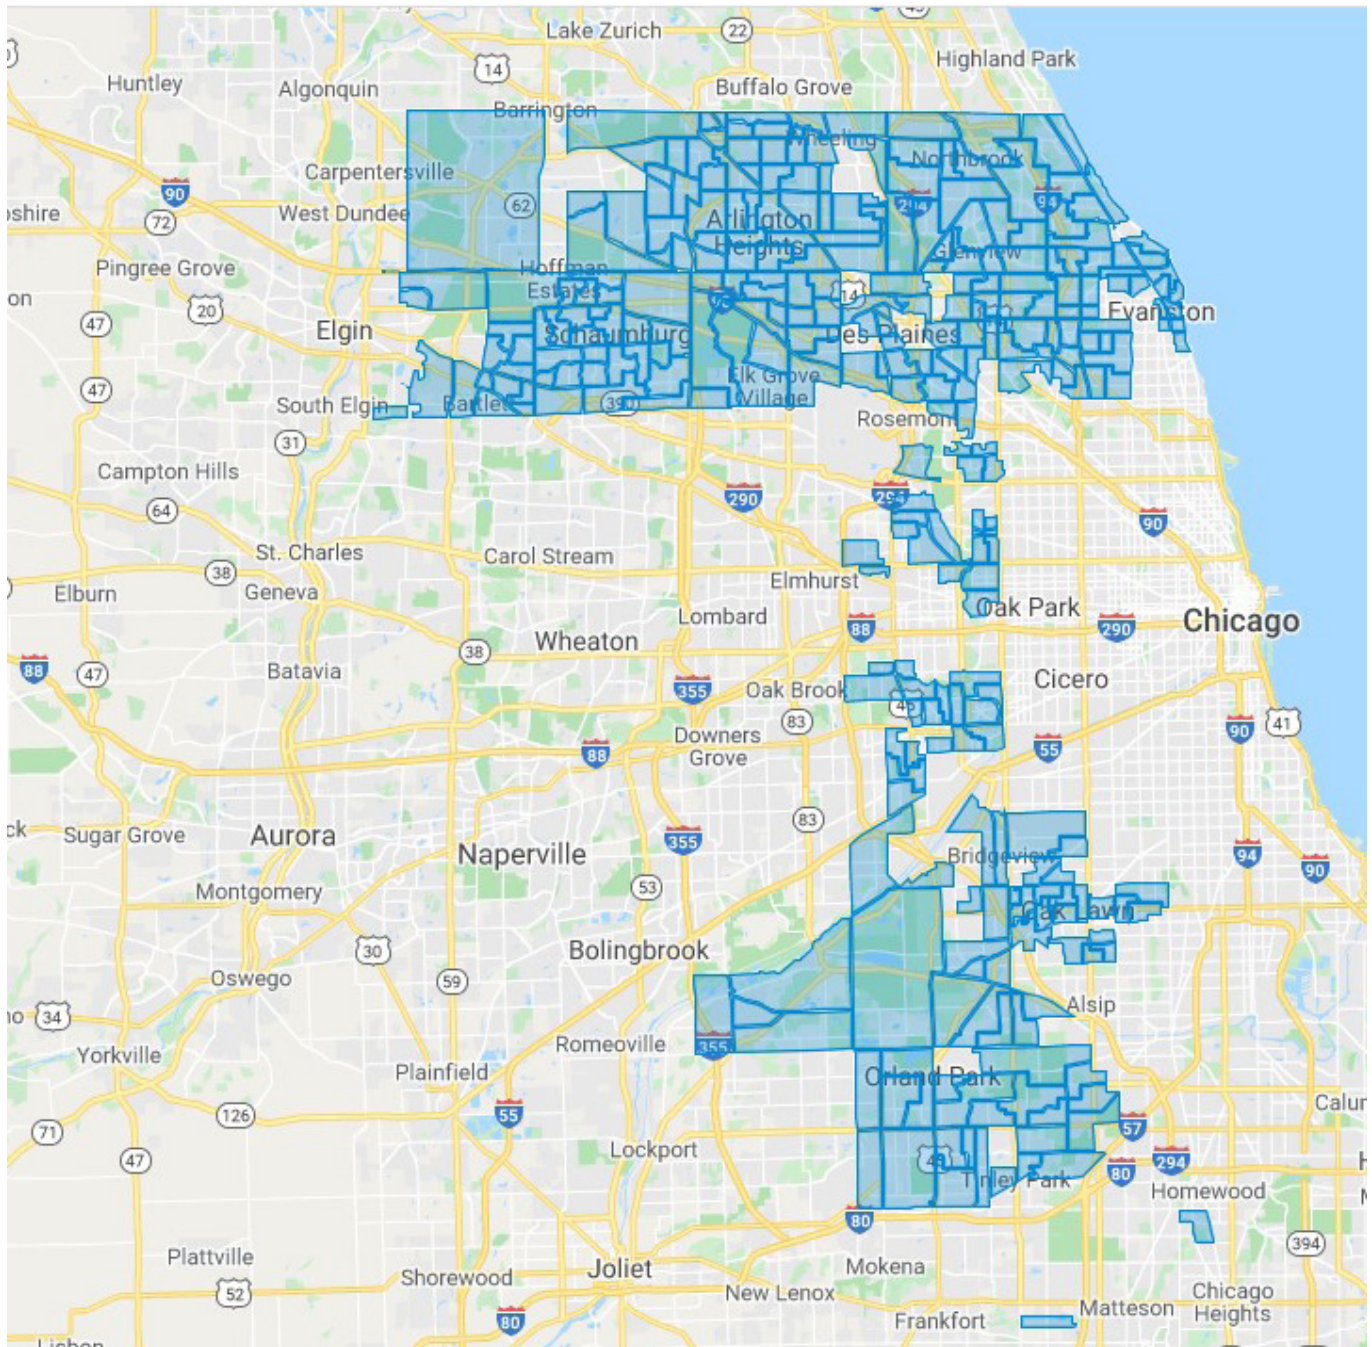 Lake Zurich
22
Highland Park
14
Huntley
Algonquin
Buffalo Grove
Barrington
Wheeling
Northbrook
Carpentersville
90
62
294
94
West Dundee
72
Arlington
Heights
Glenview
Pingree Grove
Hoffman
Estates
20
14
Evanston
47
Elgin
Schaumburg
Des Plaines
Elk Grove
Village
47
South Elgin
Bartlet
390
Rosemont
31
Campton Hills
290
294
64
90
St. Charles
Carol Stream
38
Elburn
Geneva
Elmhurst
Lombard
Oak Park
Chicago
88
290
Wheaton
38
88
47
Batavia
355
Oak Brook
Cicero
45
83
41
90
Downers
Grove
55
88
83
Sugar Grove
Aurora
355
Naperville
Bridgeview
94
90
53
Montgomery
Oak Lawn
30
Bolingbrook
59
Oswego
34
Alsip
Yorkville
Romeoville
355
Plainfield
Orland Park
126
55
57
71
47
Lockport
45
80
294
Tinley Park
Homewood
80
394
Plattville
Joliet
Mokena
Shorewood
52
New Lenox
Chicago
Heights
Matteson
80
Frankfort